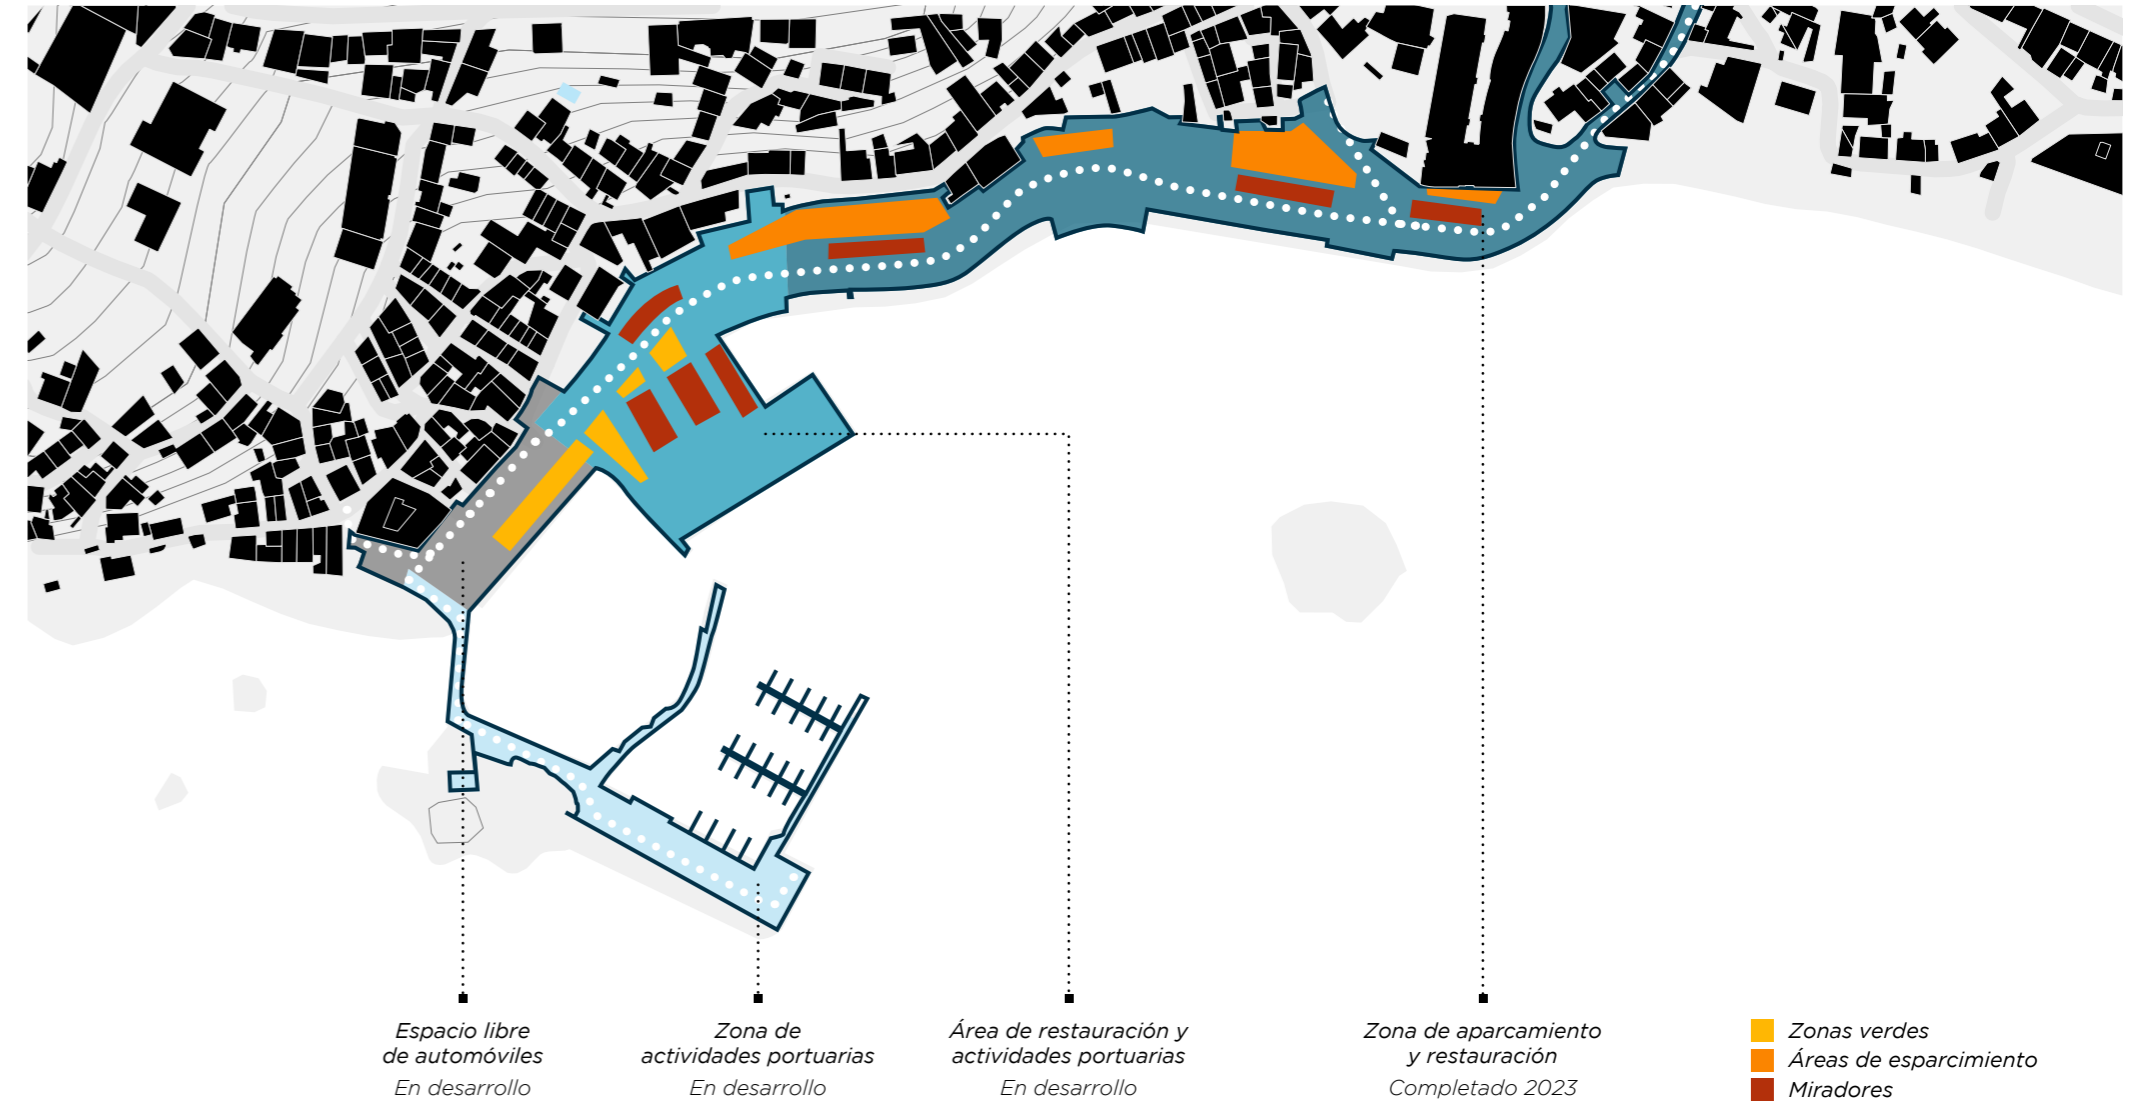 Espacio libre
de automóviles
En desarrollo
Zona de
actividades portuarias
En desarrollo
Área de restauración y
actividades portuarias
En desarrollo
Zona de aparcamiento
y restauración
Completado 2023
Zonas verdes
Áreas de esparcimiento
Miradores